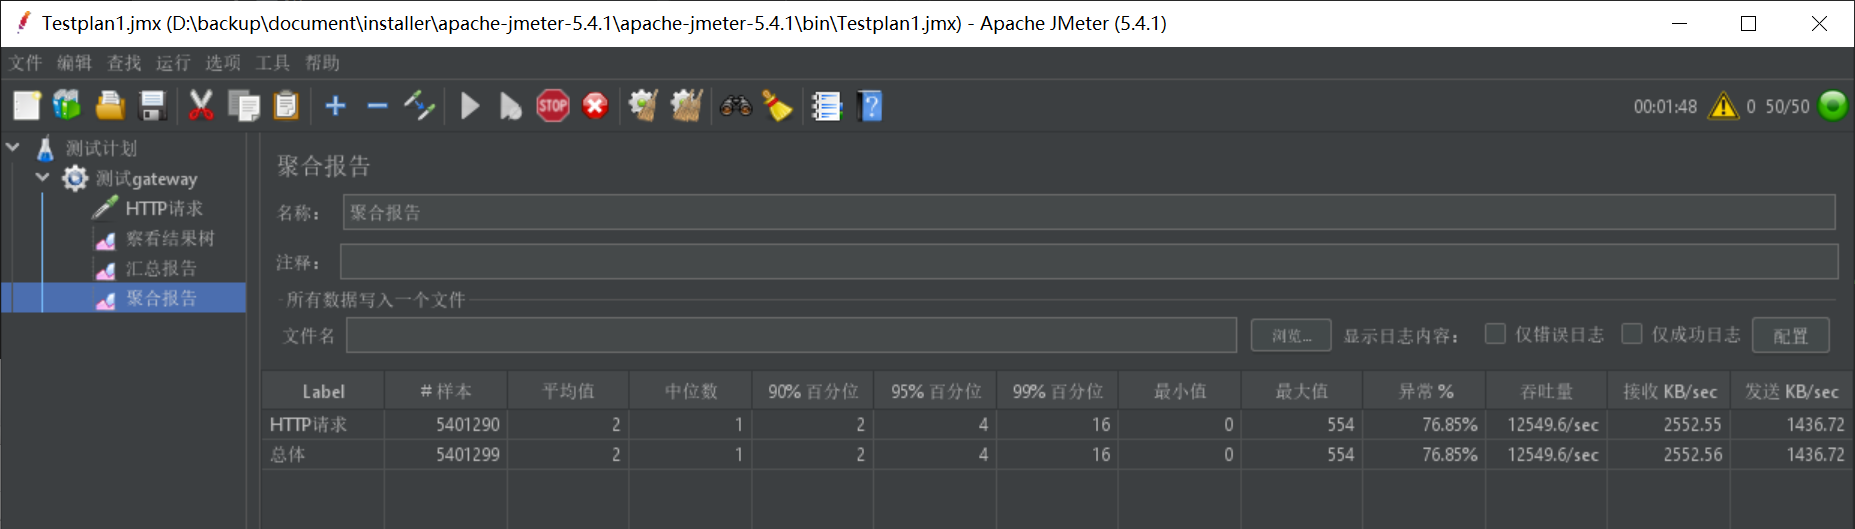 Testplan1.jmx (D:\backup\document\installer\apache-jmeter-5.4.1\apache-jmeter-5.4.1\bin\Testplan1.jmx) - Apache JMeter (5.4.1)
文件 编辑 查找 运行 选项 工具 帮助
STOP ? 00:01:48 0 50/50
测试计划
测试gateway
HTTP请求
察看结果树
汇总报告
聚合报告
聚合报告
名称： 聚合报告
注释：
所有数据写入一个文件
文件名 浏览... 显示日志内容： 仅错误日志 仅成功日志 配置
Label # 样本 平均值 中位数 90% 百分位 95% 百分位 99% 百分位 最小值 最大值 异常 % 吞吐量 接收 KB/sec 发送 KB/sec
HTTP请求 5401290 2 1 2 4 16 0 554 76.85% 12549.6/sec 2552.55 1436.72
总体 5401299 2 1 2 4 16 0 554 76.85% 12549.6/sec 2552.56 1436.72